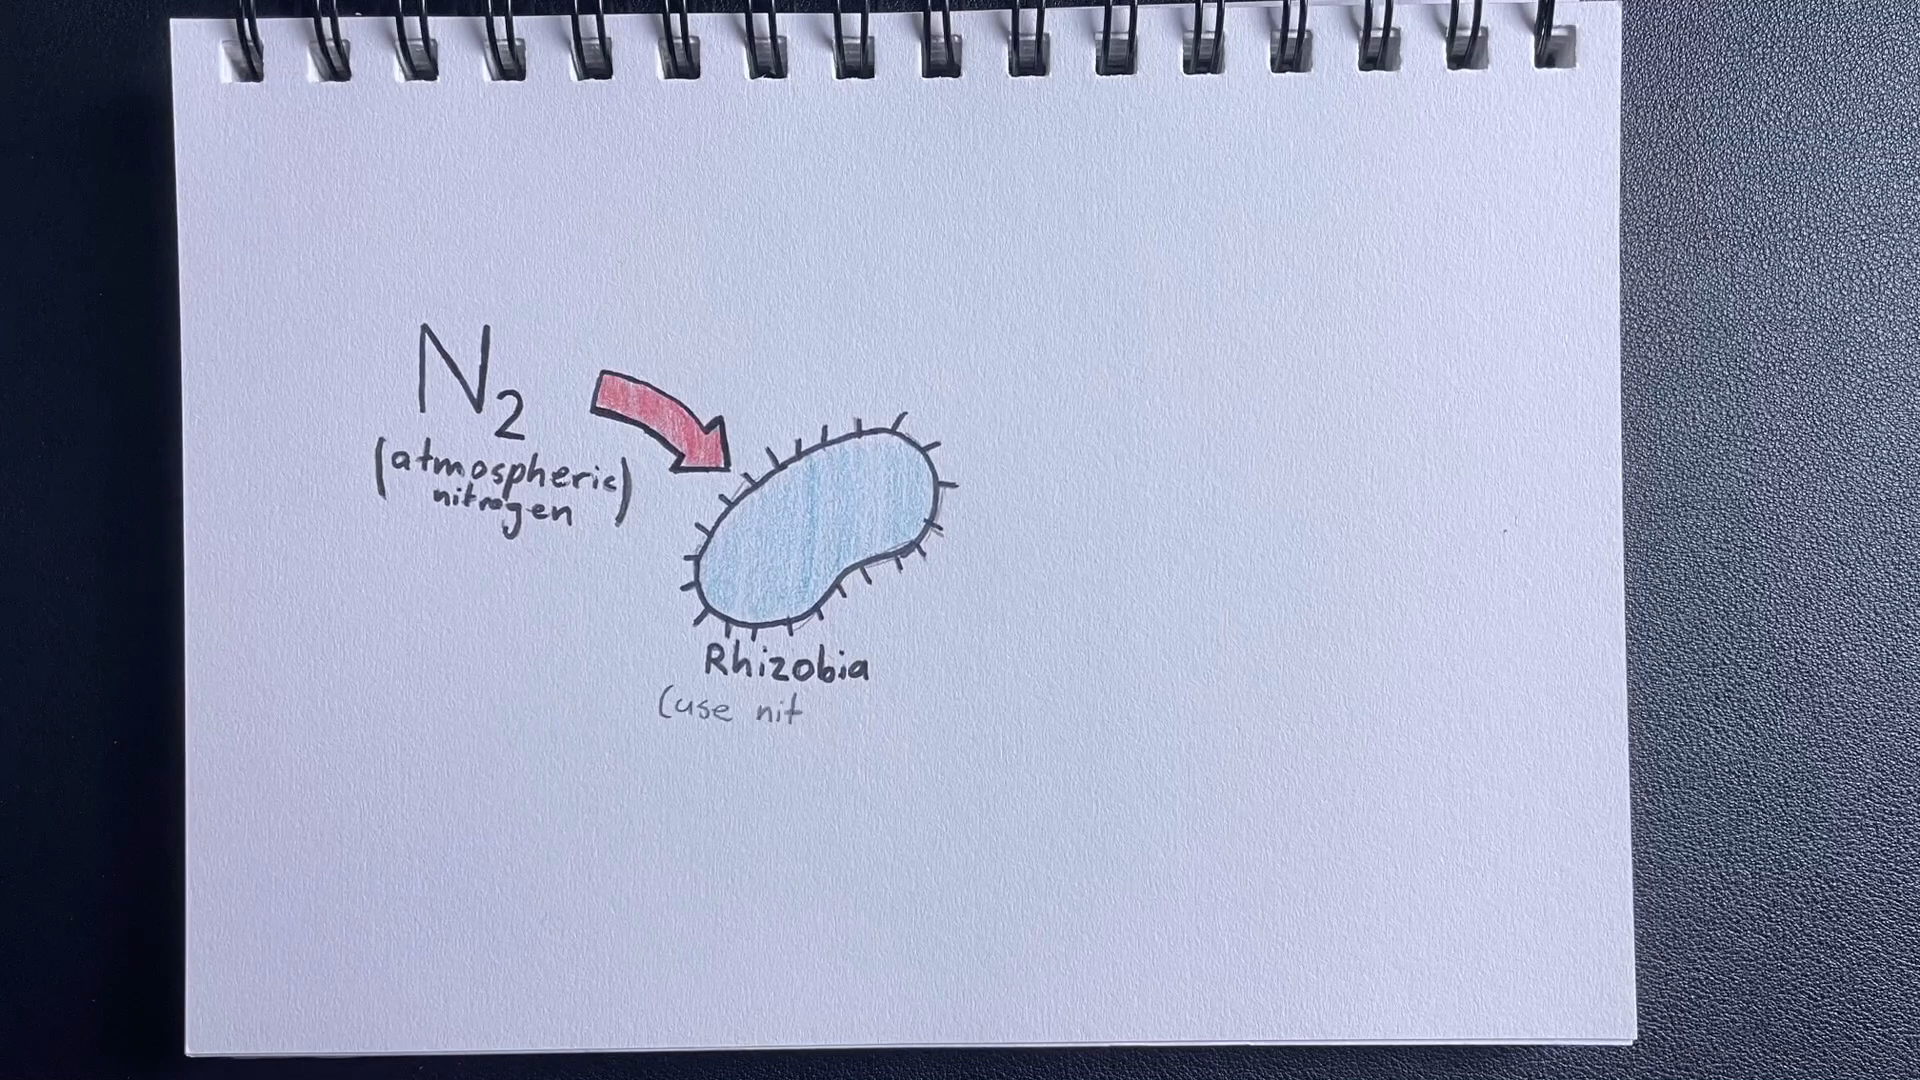 N2
(atmospheric)
nitrogen
Rhizobia
(use nit